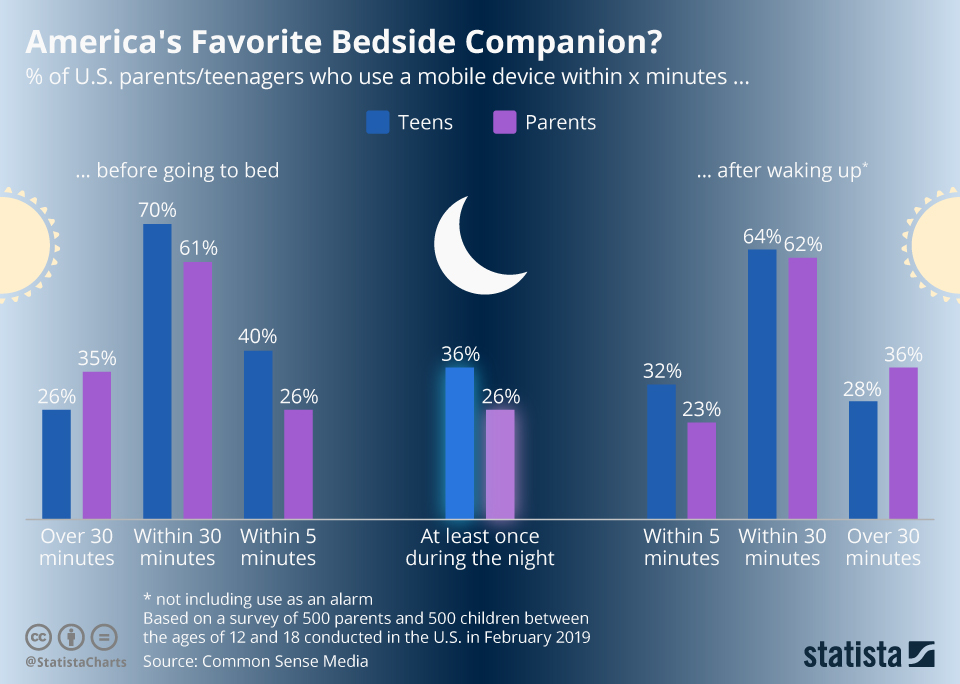 America's Favorite Bedside Companion?
% of U.S. parents/teenagers who use a mobile device within x minutes ...
Teens
Parents
... before going to bed
... after waking up*
26%
35%
70%
61%
40%
26%
36%
26%
32%
23%
64%
62%
28%
36%
Over 30
minutes
Within 30
minutes
Within 5
minutes
At least once
during the night
Within 5
minutes
Within 30
minutes
Over 30
minutes
* not including use as an alarm
Based on a survey of 500 parents and 500 children between
the ages of 12 and 18 conducted in the U.S. in February 2019
Source: Common Sense Media
cc
@StatistaCharts
statista